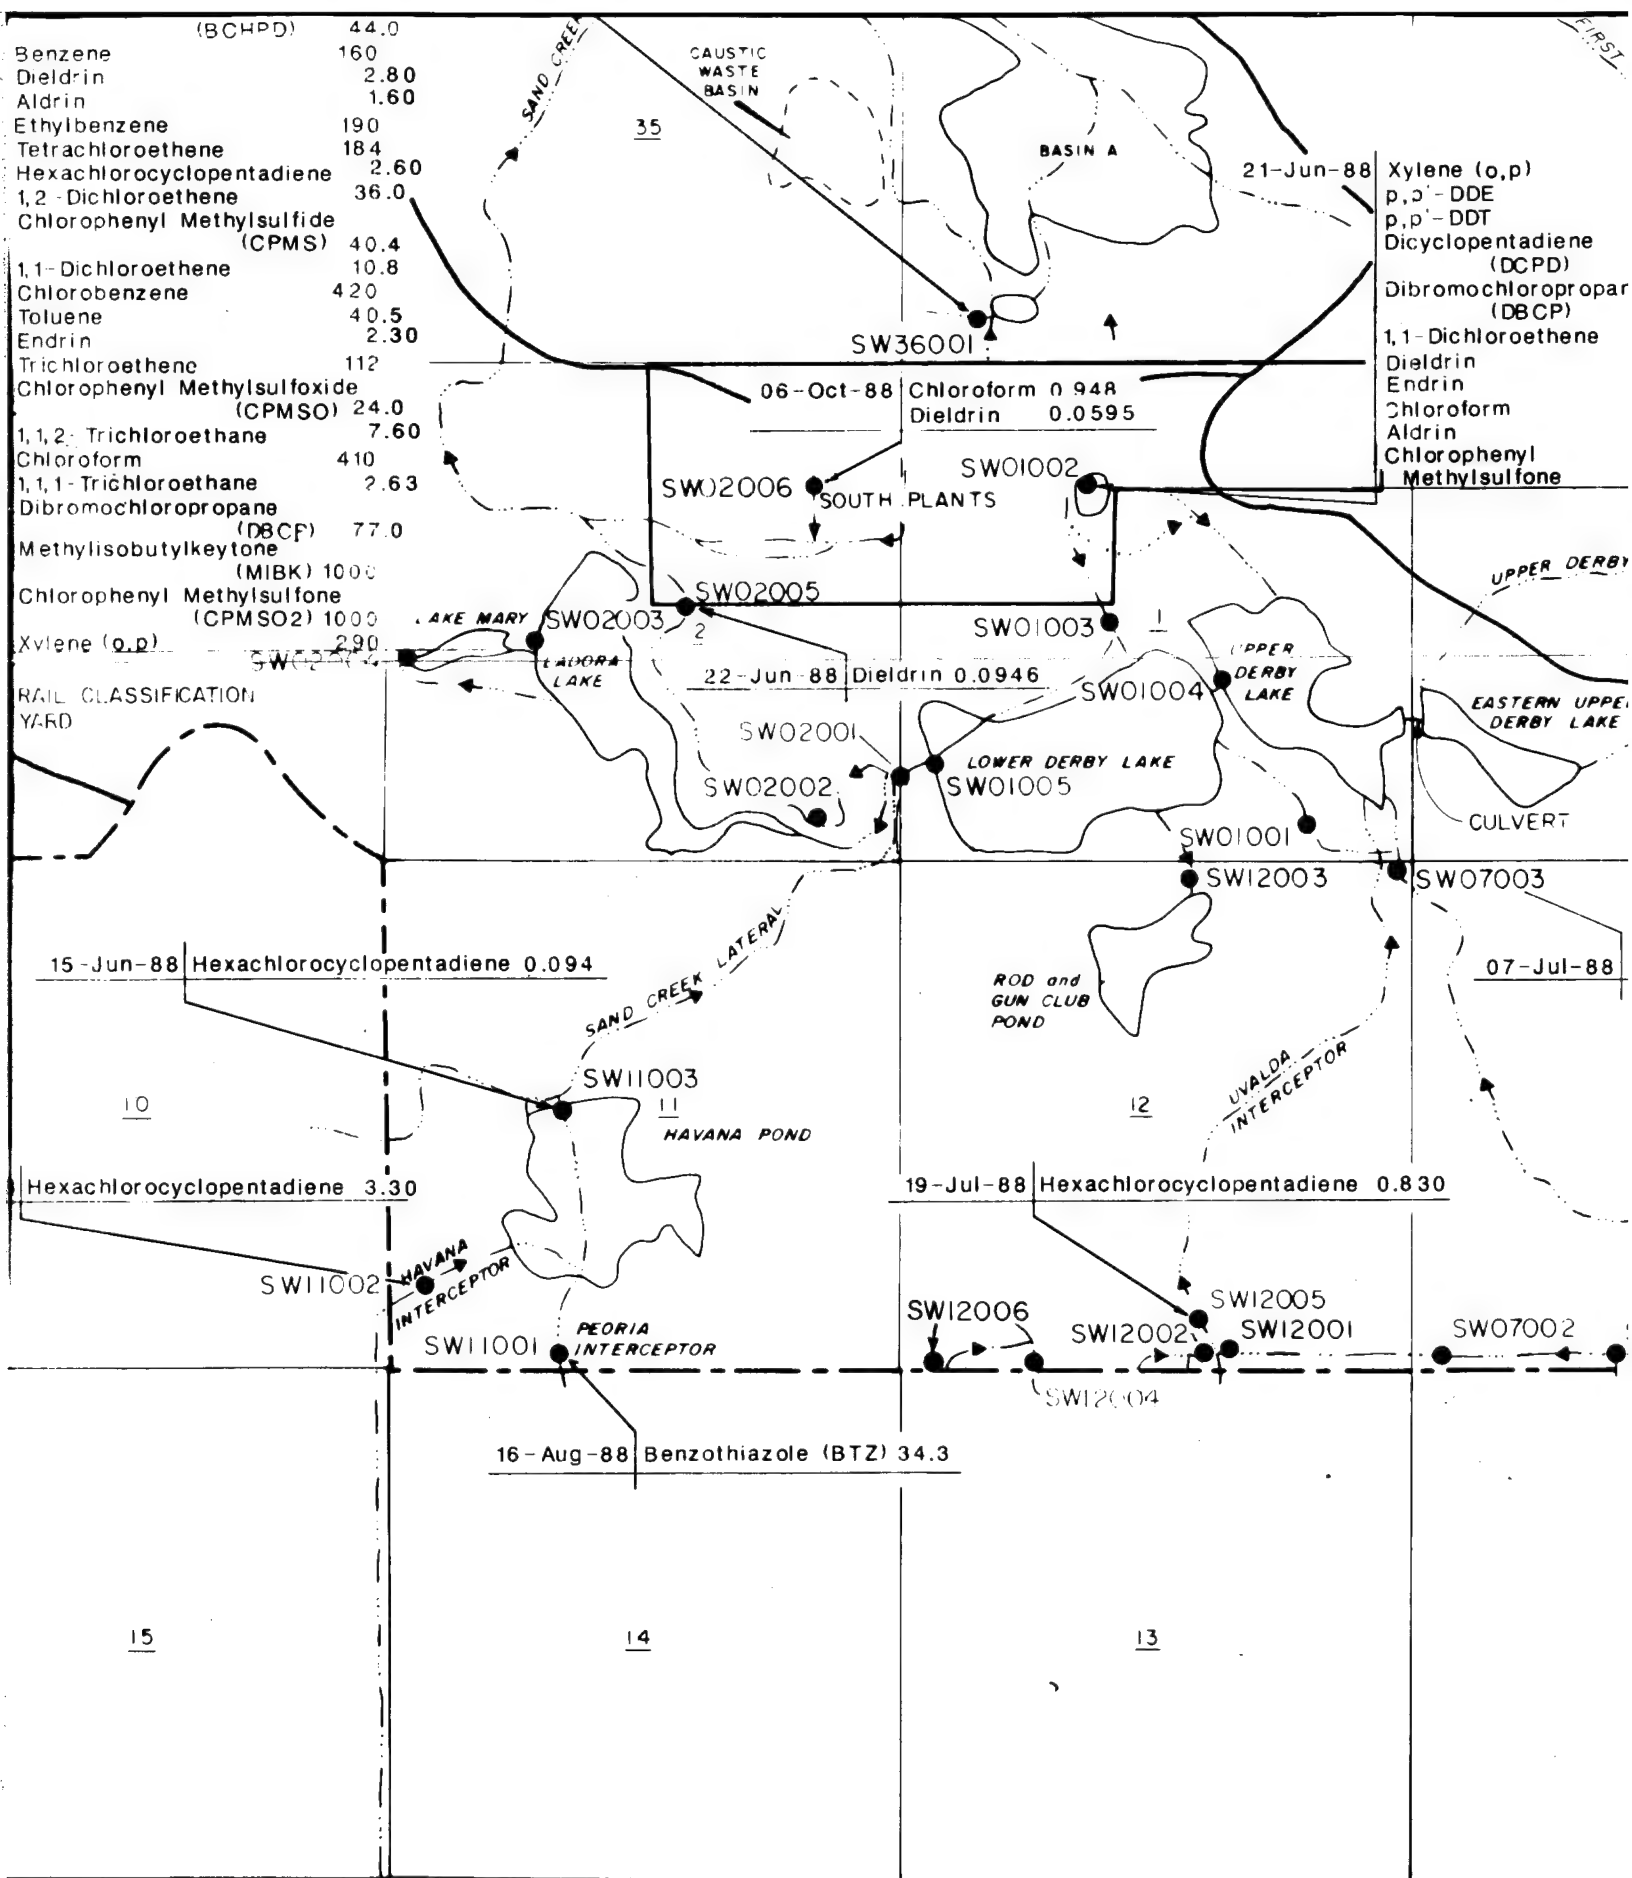 (BCHPD) 44.0
Benzene 160
Dieldrin 2.80
Aldrin 1.60
Ethylbenzene 190
Tetrachloroethene 184
Hexachlorocyclopentadiene 2.60
1,2-Dichloroethene 36.0
Chlorophenyl Methylsulfide
(CPMS) 40.4
1,1-Dichloroethene 10.8
Chlorobenzene 420
Toluene 40.5
Endrin 2.30
Trichloroethene 112
Chlorophenyl Methylsulfoxide
(CPMSO) 24.0
1,1,2-Trichloroethane 7.60
Chloroform 410
1,1,1-Trichloroethane 2.63
Dibromochloropropane
(DBCP) 77.0
Methylisobutylkeytone
(MIBK) 1000
Chlorophenyl Methylsulfone
(CPMSO2) 1000
Xylene (o,p) 290
RAIL CLASSIFICATION
YARD
SAND CREEK
CAUSTIC
WASTE
BASIN
35
BASIN A
FIRST
21-Jun-88
Xylene (o,p)
p,p'-DDE
p,p'-DDT
Dicyclopentadiene
(DCPD)
Dibromochloropropan
(DBCP)
1,1-Dichloroethene
Dieldrin
Endrin
Chloroform
Aldrin
Chlorophenyl
Methylsulfone
SW36001
06-Oct-88 Chloroform 0.948
Dieldrin 0.0595
SW02006
SOUTH PLANTS
SW01002
UPPER DERBY
SW02005
LAKE MARY
SW02003
2
SW01003
1
LADORA
LAKE
22-Jun-88 Dieldrin 0.0946
SW01004
UPPER
DERBY
LAKE
EASTERN UPPE
DERBY LAKE
SW02001
LOWER DERBY LAKE
SW02002
SW01005
CULVERT
SW01001
SW12003
SW07003
15-Jun-88 Hexachlorocyclopentadiene 0.094
SAND CREEK LATERAL
ROD and
GUN CLUB
POND
07-Jul-88
UVALDA
INTERCEPTOR
SW11003
10
11
12
HAVANA POND
Hexachlorocyclopentadiene 3.30
19-Jul-88 Hexachlorocyclopentadiene 0.830
SW11002
HAVANA
INTERCEPTOR
SW11001
PEORIA
INTERCEPTOR
SW12006
SW12005
SW12002
SW12001
SW07002
SW12004
16-Aug-88 Benzothiazole (BTZ) 34.3
15
14
13